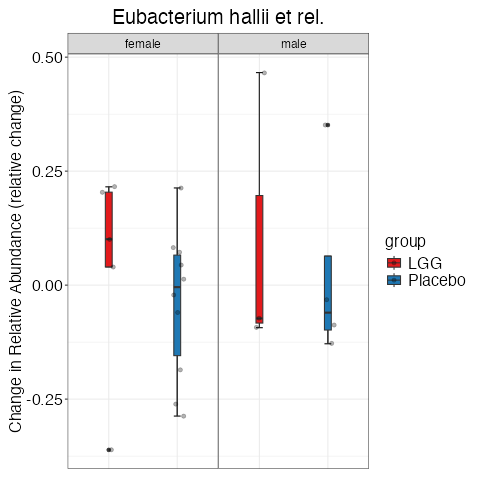 Eubacterium hallii et rel.
female
male
Change in Relative Abundance (relative change)
0.50
0.25
0.00
-0.25
group
LGG
Placebo